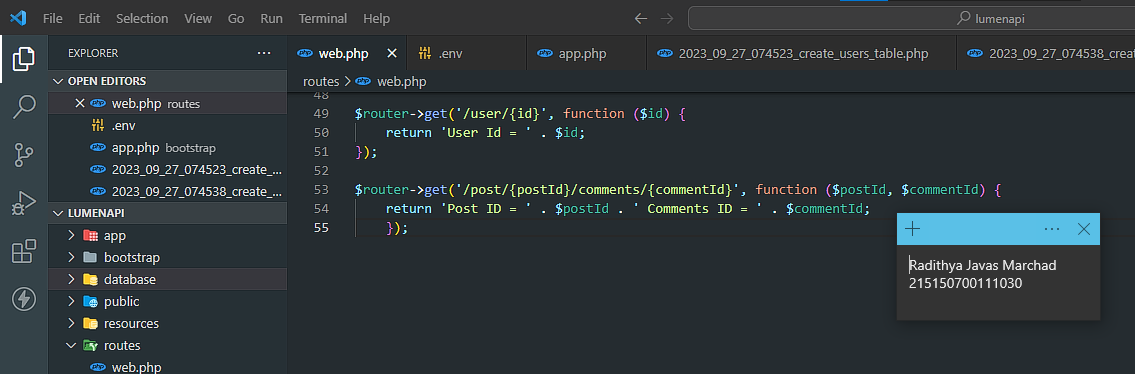 File Edit Selection View Go Run Terminal Help lumenapi
EXPLORER
OPEN EDITORS
web.php routes
.env
app.php bootstrap
2023_09_27_074523_create_...
2023_09_27_074538_create_...
LUMENAPI
app
bootstrap
database
public
resources
routes
web.php
web.php .env app.php 2023_09_27_074523_create_users_table.php 2023_09_27_074538_crea
routes > web.php
48
49 $router->get('/user/{id}', function ($id) {
50 return 'User Id = ' . $id;
51 });
52
53 $router->get('/post/{postId}/comments/{commentId}', function ($postId, $commentId) {
54 return 'Post ID = ' . $postId . ' Comments ID = ' . $commentId;
55 });
Radithya Javas Marchad
215150700111030